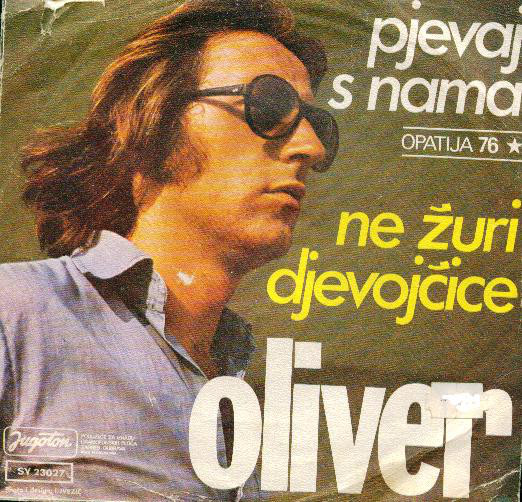 pjevaj
s nama
OPATIJA 76 ★
ne žuri
djevojčice
oliver
Jugoton
SY 23027